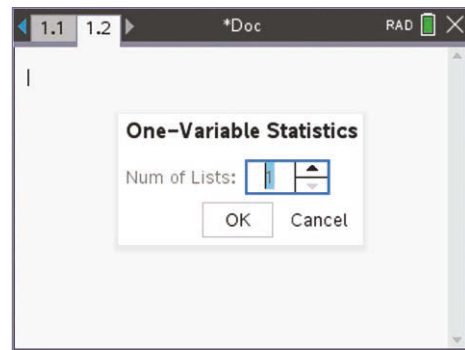 1.1 1.2 *Doc RAD
One-Variable Statistics
Num of Lists: 1
OK Cancel